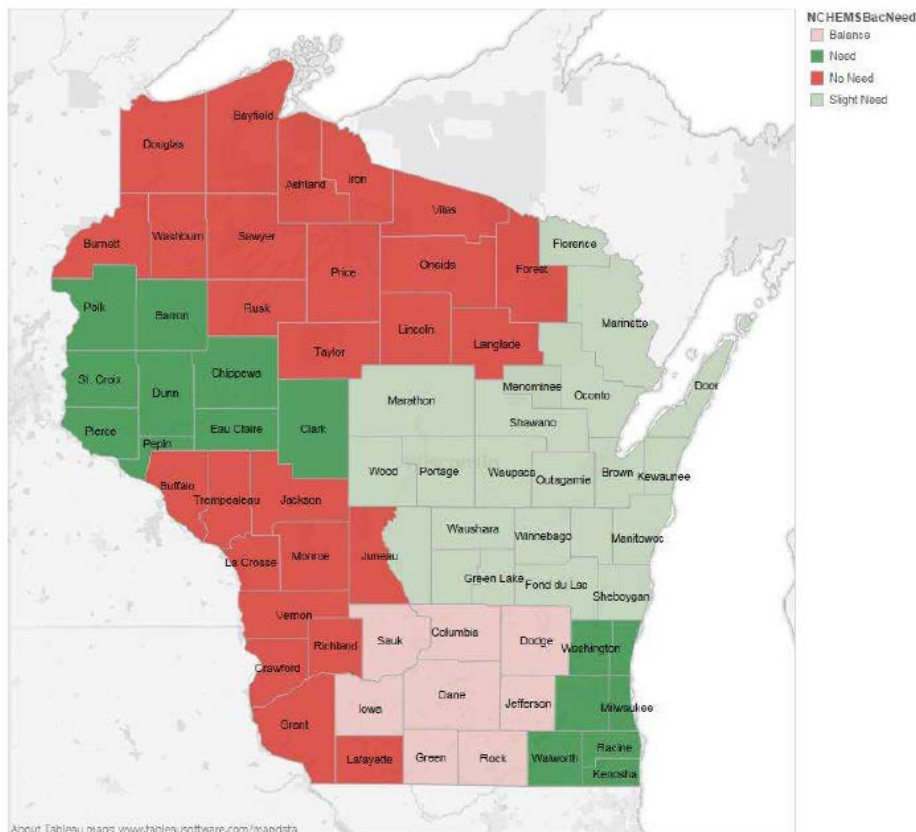 NCHEMSBacNeed
Balance
Need
No Need
Slight Need
Bayfield
Douglas
Ashland
Iron
Vilas
Burnett
Washburn
Sawyer
Florence
Price
Oneida
Forest
Polk
Barron
Rusk
Marinette
Lincoln
Taylor
Langlade
St. Croix
Chippewa
Dunn
Menominee
Oconto
Door
Marathon
Shawano
Pierce
Eau Claire
Clark
Pepin
Wood
Portage
Wisconsin
Waupaca
Outagamie
Brown
Kewaunee
Buffalo
Trempealeau
Jackson
Waushara
Winnebago
Manitowoc
La Crosse
Monroe
Juneau
Green Lake
Fond du Lac
Sheboygan
Vernon
Richland
Sauk
Columbia
Dodge
Washington
Crawford
Iowa
Dane
Jefferson
Milwaukee
Grant
Lafayette
Green
Rock
Walworth
Racine
Kenosha
About Tableau maps: www.tableausoftware.com/mapdata